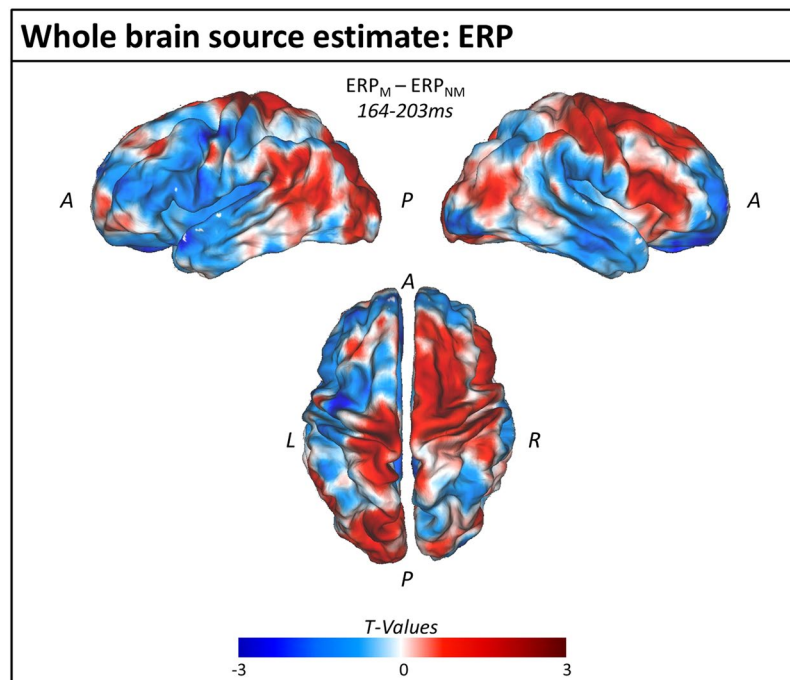 Whole brain source estimate: ERP
ERPM – ERPNM
164-203ms
A
P
A
A
L
R
P
T-Values
-3
0
3